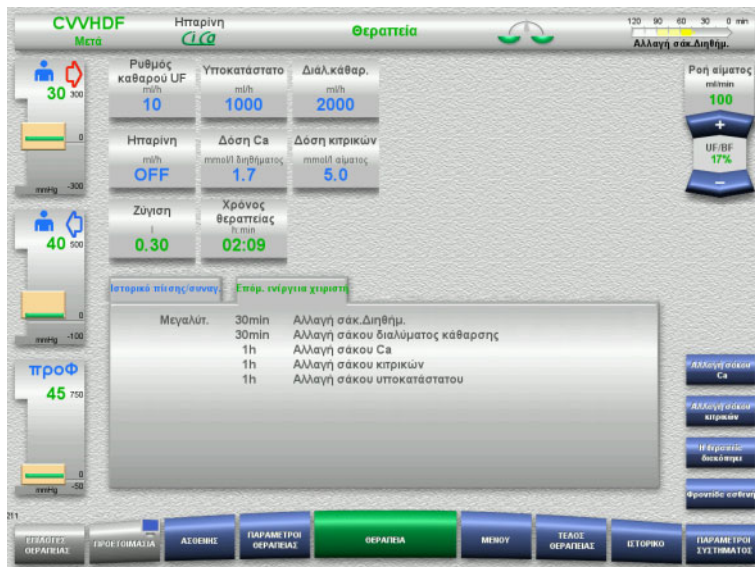 CVVHDF
Μετά
Ηπαρίνη
CiCa
Θεραπεία
120 90 60 30 0 min
Αλλαγή σάκ.Διηθήμ.
30
300
0
mmHg -300
40
500
0
mmHg -100
προΦ
45
750
0
mmHg -50
Ρυθμός
καθαρού UF
ml/h
10
Υποκατάστατο
ml/h
1000
Διάλ.κάθαρ.
ml/h
2000
Ηπαρίνη
ml/h
OFF
Δόση Ca
mmol/l διηθήματος
1.7
Δόση κιτρικών
mmol/l αίματος
5.0
Ζύγιση
l
0.30
Χρόνος
θεραπείας
h:min
02:09
Ροή αίματος
ml/min
100
+
UF/BF
17%
−
Ιστορικό πίεσης/συναγ.
Επόμ. ενέργεια χειριστή
Μεγαλύτ. 30min Αλλαγή σάκ.Διηθήμ.
30min Αλλαγή σάκου διαλύματος κάθαρσης
1h Αλλαγή σάκου Ca
1h Αλλαγή σάκου κιτρικών
1h Αλλαγή σάκου υποκατάστατου
Αλλαγή σάκου
Ca
Αλλαγή σάκου
κιτρικών
Η θεραπεία
διακόπηκε
Φροντίδα ασθενή
211
ΕΠΙΛΟΓΕΣ
ΘΕΡΑΠΕΙΑΣ
ΠΡΟΕΤΟΙΜΑΣΙΑ
ΑΣΘΕΝΗΣ
ΠΑΡΑΜΕΤΡΟΙ
ΘΕΡΑΠΕΙΑΣ
ΘΕΡΑΠΕΙΑ
ΜΕΝΟΥ
ΤΕΛΟΣ
ΘΕΡΑΠΕΙΑΣ
ΙΣΤΟΡΙΚΟ
ΠΑΡΑΜΕΤΡΟΙ
ΣΥΣΤΗΜΑΤΟΣ